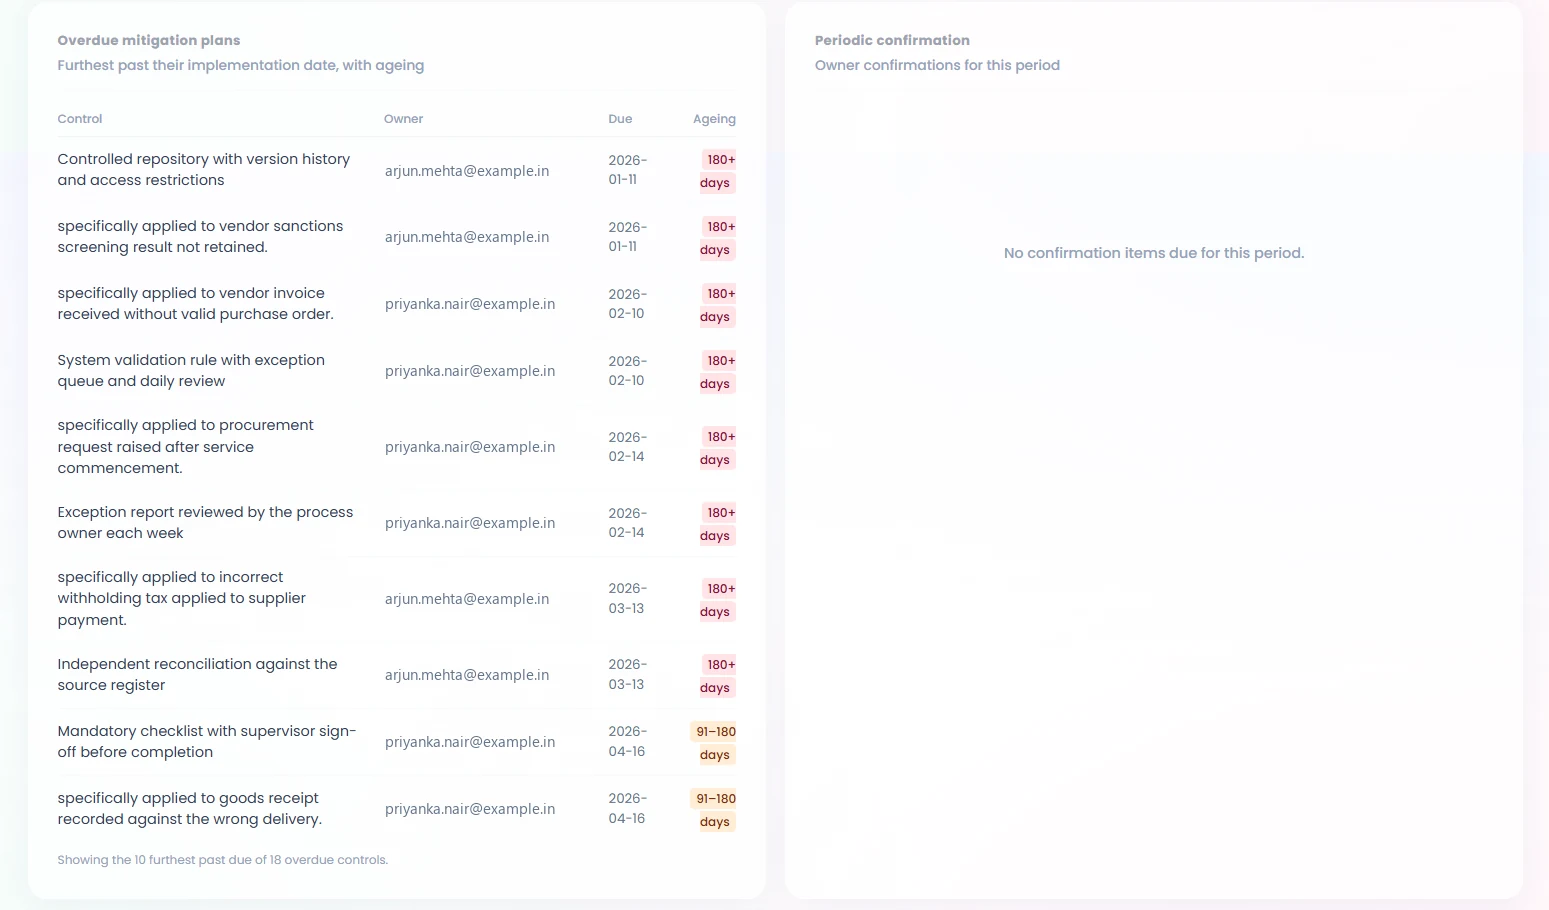 Overdue mitigation plans
Furthest past their implementation date, with ageing
Control Owner Due Ageing
Controlled repository with version history
and access restrictions
arjun.mehta@example.in
2026-
01-11
180+
days
specifically applied to vendor sanctions
screening result not retained.
arjun.mehta@example.in
2026-
01-11
180+
days
specifically applied to vendor invoice
received without valid purchase order.
priyanka.nair@example.in
2026-
02-10
180+
days
System validation rule with exception
queue and daily review
priyanka.nair@example.in
2026-
02-10
180+
days
specifically applied to procurement
request raised after service
commencement.
priyanka.nair@example.in
2026-
02-14
180+
days
Exception report reviewed by the process
owner each week
priyanka.nair@example.in
2026-
02-14
180+
days
specifically applied to incorrect
withholding tax applied to supplier
payment.
arjun.mehta@example.in
2026-
03-13
180+
days
Independent reconciliation against the
source register
arjun.mehta@example.in
2026-
03-13
180+
days
Mandatory checklist with supervisor sign-
off before completion
priyanka.nair@example.in
2026-
04-16
91–180
days
specifically applied to goods receipt
recorded against the wrong delivery.
priyanka.nair@example.in
2026-
04-16
91–180
days
Showing the 10 furthest past due of 18 overdue controls.
Periodic confirmation
Owner confirmations for this period
No confirmation items due for this period.